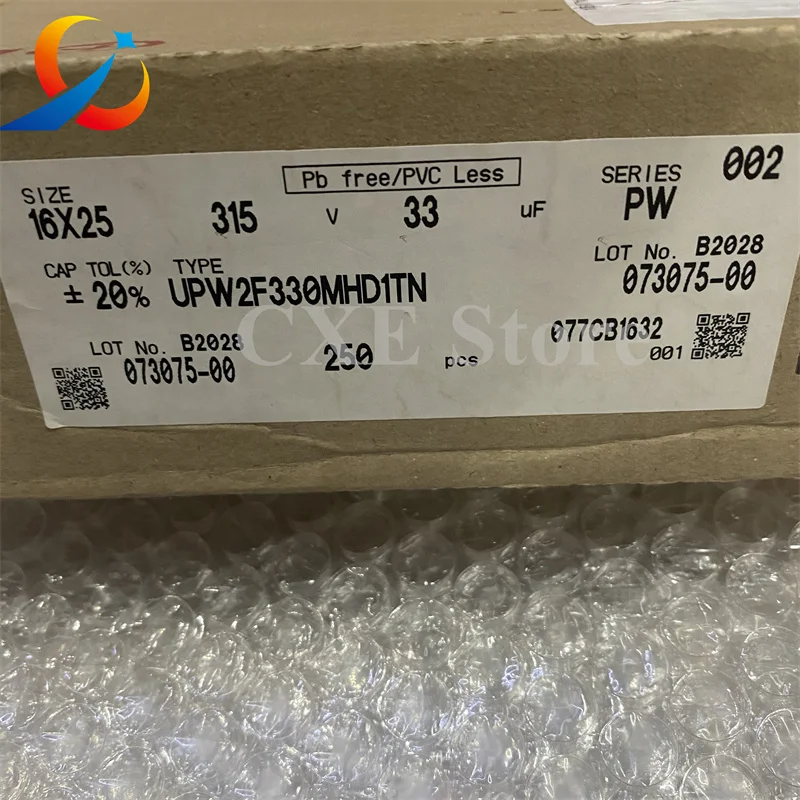 Pb free/PVC Less
002
SIZE
16X25 315 V 33 uF
SERIES
PW
CAP TOL(%) TYPE
± 20% UPW2F330MHD1TN
LOT No. B2028
073075-00
LOT No. B2028
073075-00
250 pcs
077CB1632
001
CXE Store